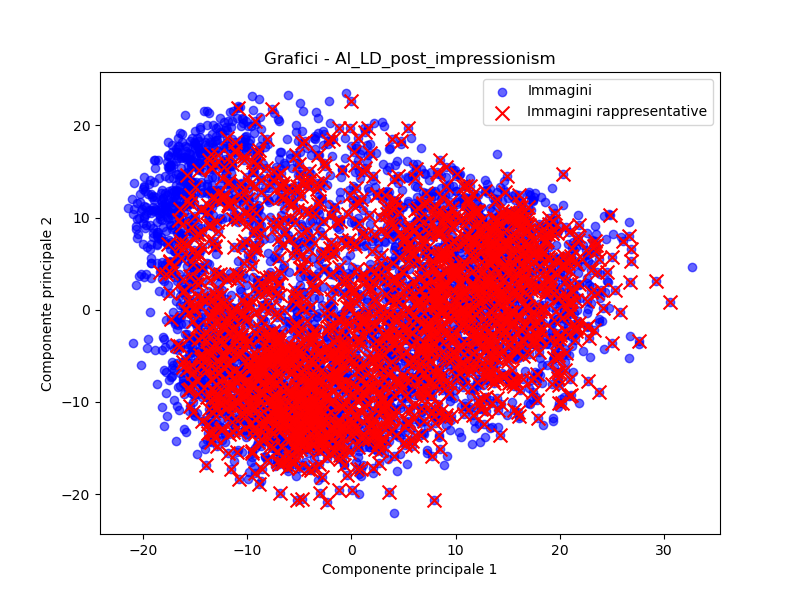 Grafici - AI_LD_post_impressionism
Immagini
Immagini rappresentative
Componente principale 2
20
10
0
−10
−20
−20
−10
0
10
20
30
Componente principale 1